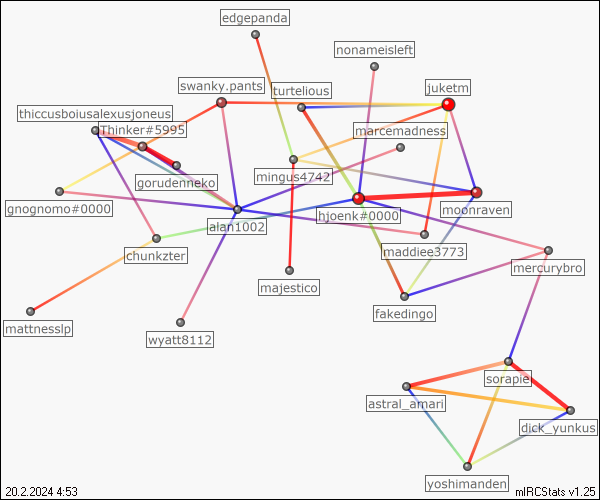 edgepanda
nonameisleft
swanky.pants
turtelious
juketm
thiccusboiusalexusjoneus
Thinker#5995
marcemadness
mingus4742
gorudenneko
gnognomo#0000
hjoenk#0000
moonraven
alan1002
chunkzter
maddiee3773
mercurybro
majestico
fakedingo
mattnesslp
wyatt8112
sorapie
astral_amari
dick_yunkus
yoshimanden
20.2.2024 4:53
mIRCStats v1.25